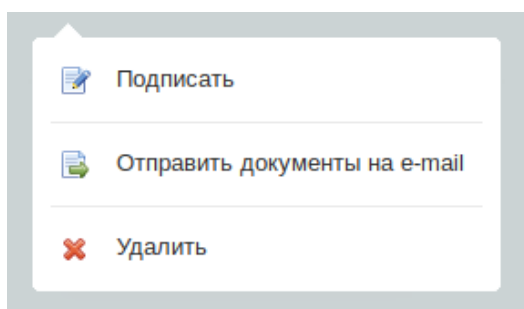 Подписать
Отправить документы на e-mail
Удалить